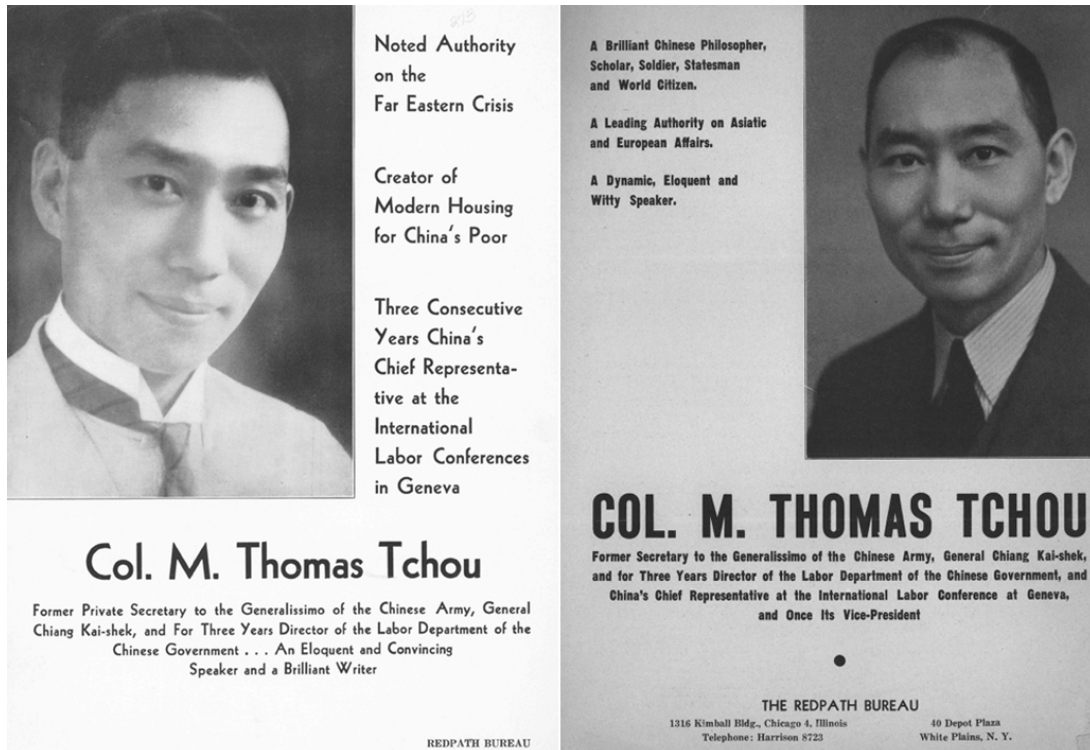 Noted Authority
on the
Far Eastern Crisis
Creator of
Modern Housing
for China's Poor
Three Consecutive
Years China's
Chief Representa-
tive at the
International
Labor Conferences
in Geneva
Col. M. Thomas Tchou
Former Private Secretary to the Generalissimo of the Chinese Army, General
Chiang Kai-shek, and For Three Years Director of the Labor Department of the
Chinese Government . . . An Eloquent and Convincing
Speaker and a Brilliant Writer
REDPATH BUREAU
A Brilliant Chinese Philosopher,
Scholar, Soldier, Statesman
and World Citizen.
A Leading Authority on Asiatic
and European Affairs.
A Dynamic, Eloquent and
Witty Speaker.
COL. M. THOMAS TCHOU
Former Secretary to the Generalissimo of the Chinese Army, General Chiang Kai-shek,
and for Three Years Director of the Labor Department of the Chinese Government, and
China's Chief Representative at the International Labor Conference at Geneva,
and Once Its Vice-President
THE REDPATH BUREAU
1316 Kimball Bldg., Chicago 4, Illinois
Telephone: Harrison 8723
40 Depot Plaza
White Plains, N. Y.